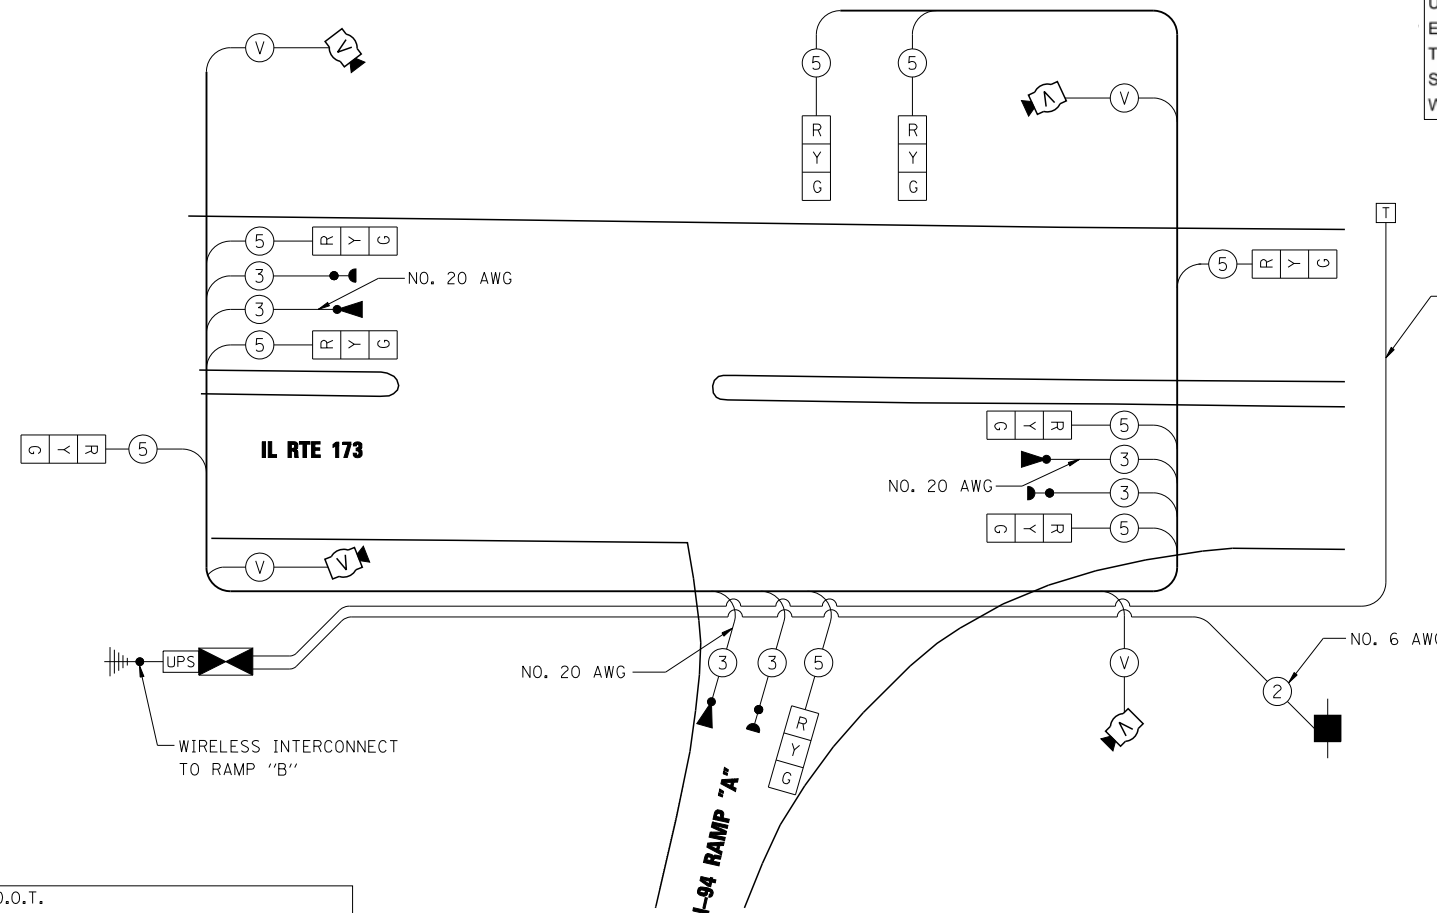 U
E
T
S
W
V
V
5
5
V
V
R
Y
G
R
Y
G
T
5
R Y G
3
NO. 20 AWG
3
5
R Y G
5
R Y G
G Y R
5
IL RTE 173
G Y R
5
3
NO. 20 AWG
3
G Y R
5
V
V
UPS
NO. 20 AWG
3
3
5
R
Y
G
V
V
NO. 6 AWG
2
WIRELESS INTERCONNECT
TO RAMP "B"
I-94 RAMP "A"
D.O.T.